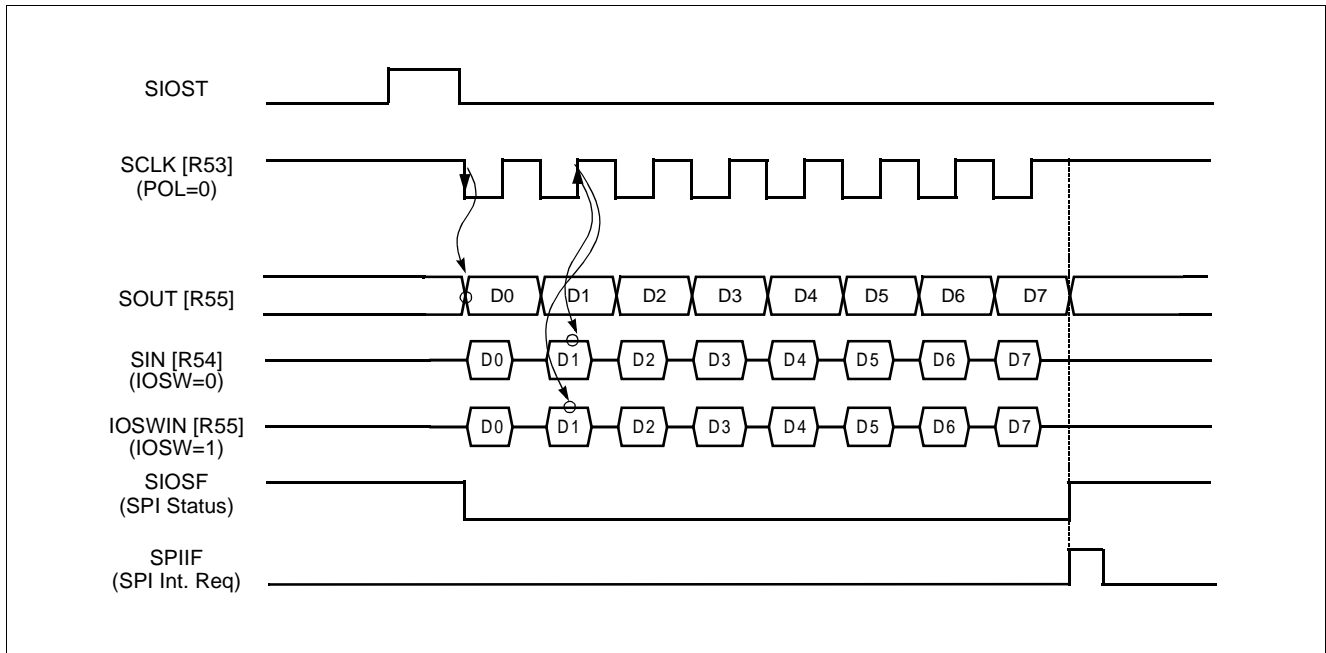 SIOST
SCLK [R53]
(POL=0)
SOUT [R55]
D0 D1 D2 D3 D4 D5 D6 D7
SIN [R54]
(IOSW=0)
D0 D1 D2 D3 D4 D5 D6 D7
IOSWIN [R55]
(IOSW=1)
D0 D1 D2 D3 D4 D5 D6 D7
SIOSF
(SPI Status)
SPIIF
(SPI Int. Req)